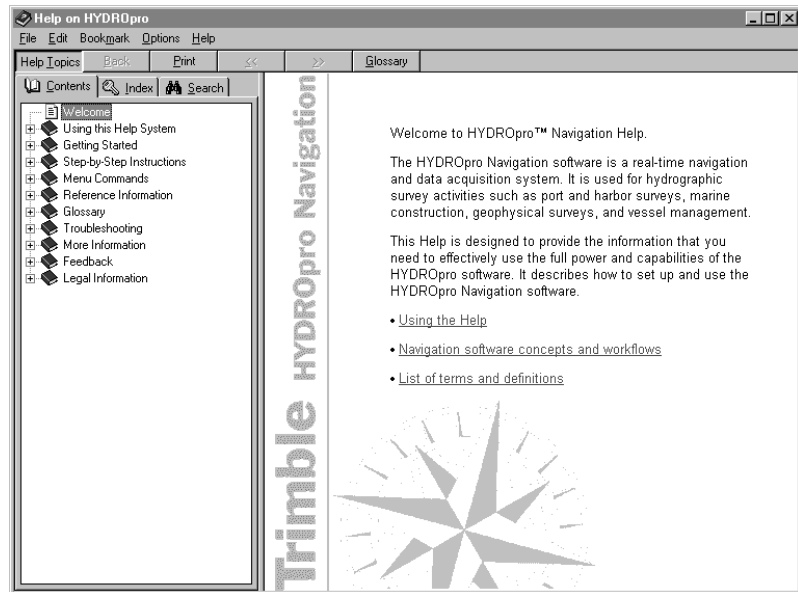 Help on HYDROpro
File Edit Bookmark Options Help
Help Topics Back Print << >> Glossary
Contents Index Search
Welcome
Using this Help System
Getting Started
Step-by-Step Instructions
Menu Commands
Reference Information
Glossary
Troubleshooting
More Information
Feedback
Legal Information
Trimble HYDROpro Navigation
Welcome to HYDROpro™ Navigation Help.
The HYDROpro Navigation software is a real-time navigation
and data acquisition system. It is used for hydrographic
survey activities such as port and harbor surveys, marine
construction, geophysical surveys, and vessel management.
This Help is designed to provide the information that you
need to effectively use the full power and capabilities of the
HYDROpro software. It describes how to set up and use the
HYDROpro Navigation software.
• Using the Help
• Navigation software concepts and workflows
• List of terms and definitions